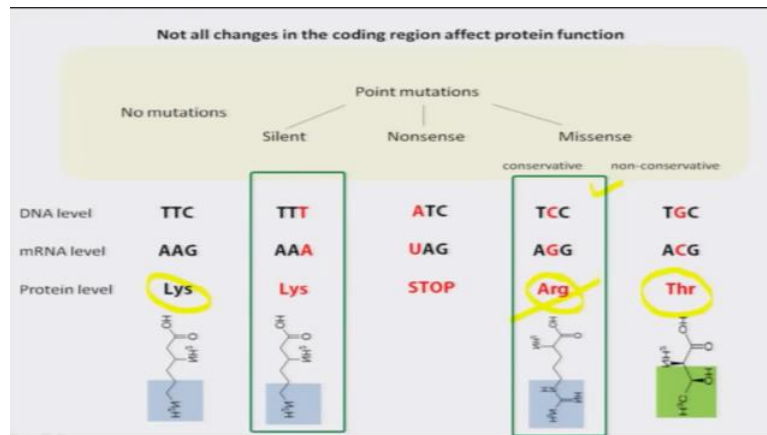 Not all changes in the coding region affect protein function
Point mutations
No mutations
Silent Nonsense Missense
conservative non-conservative
DNA level TTC TTT ATC TCC TGC
mRNA level AAG AAA UAG AGG ACG
Protein level Lys Lys STOP Arg Thr